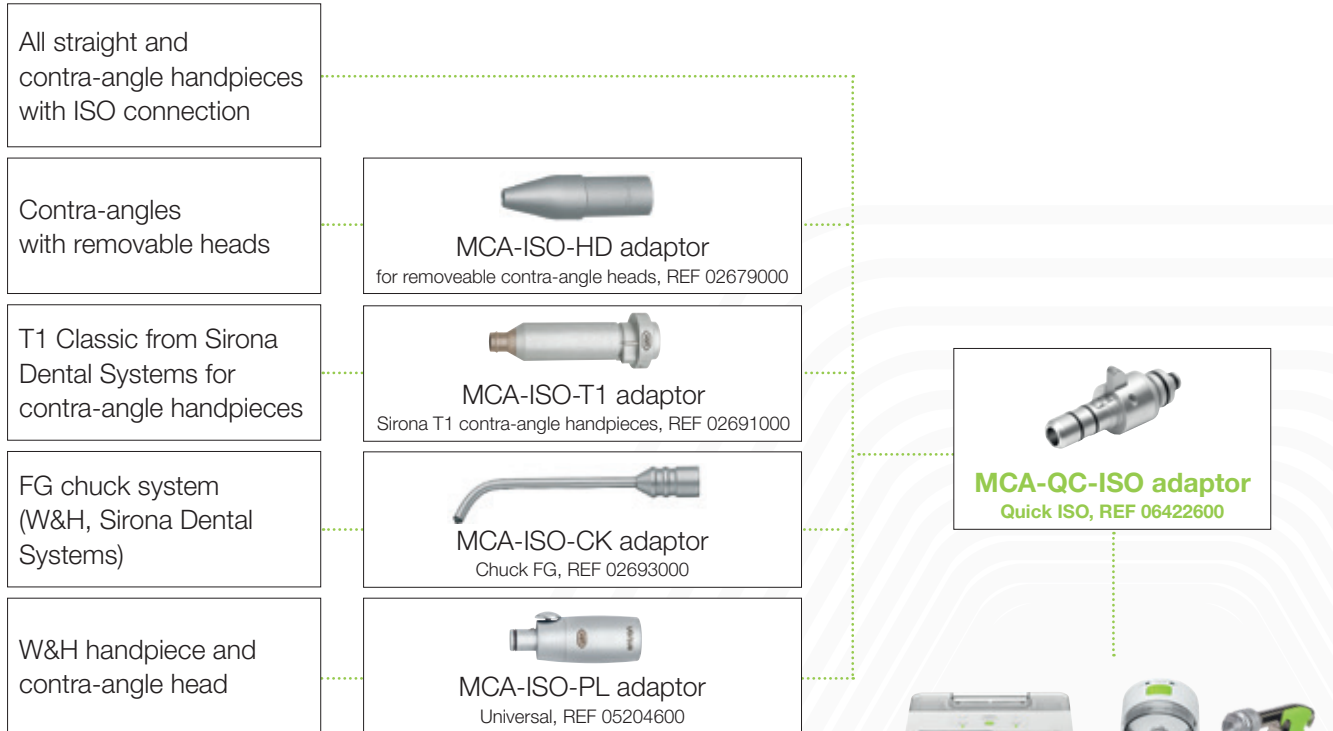 All straight and
contra-angle handpieces
with ISO connection
Contra-angles
with removable heads
MCA-ISO-HD adaptor
for removeable contra-angle heads, REF 02679000
T1 Classic from Sirona
Dental Systems for
contra-angle handpieces
MCA-ISO-T1 adaptor
Sirona T1 contra-angle handpieces, REF 02691000
FG chuck system
(W&H, Sirona Dental
Systems)
MCA-ISO-CK adaptor
Chuck FG, REF 02693000
W&H handpiece and
contra-angle head
MCA-ISO-PL adaptor
Universal, REF 05204600
MCA-QC-ISO adaptor
Quick ISO, REF 06422600